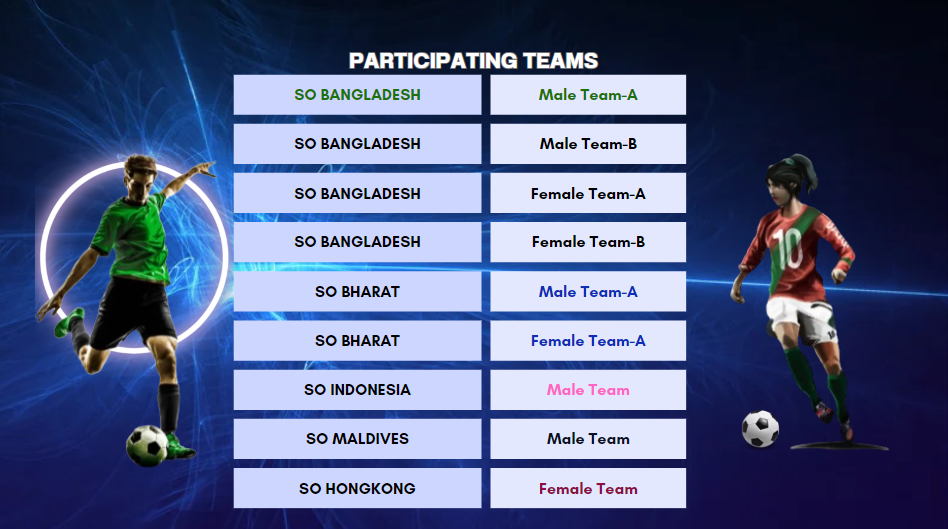 PARTICIPATING TEAMS
SO BANGLADESH Male Team-A
SO BANGLADESH Male Team-B
SO BANGLADESH Female Team-A
SO BANGLADESH Female Team-B
SO BHARAT Male Team-A
SO BHARAT Female Team-A
SO INDONESIA Male Team
SO MALDIVES Male Team
SO HONGKONG Female Team
10